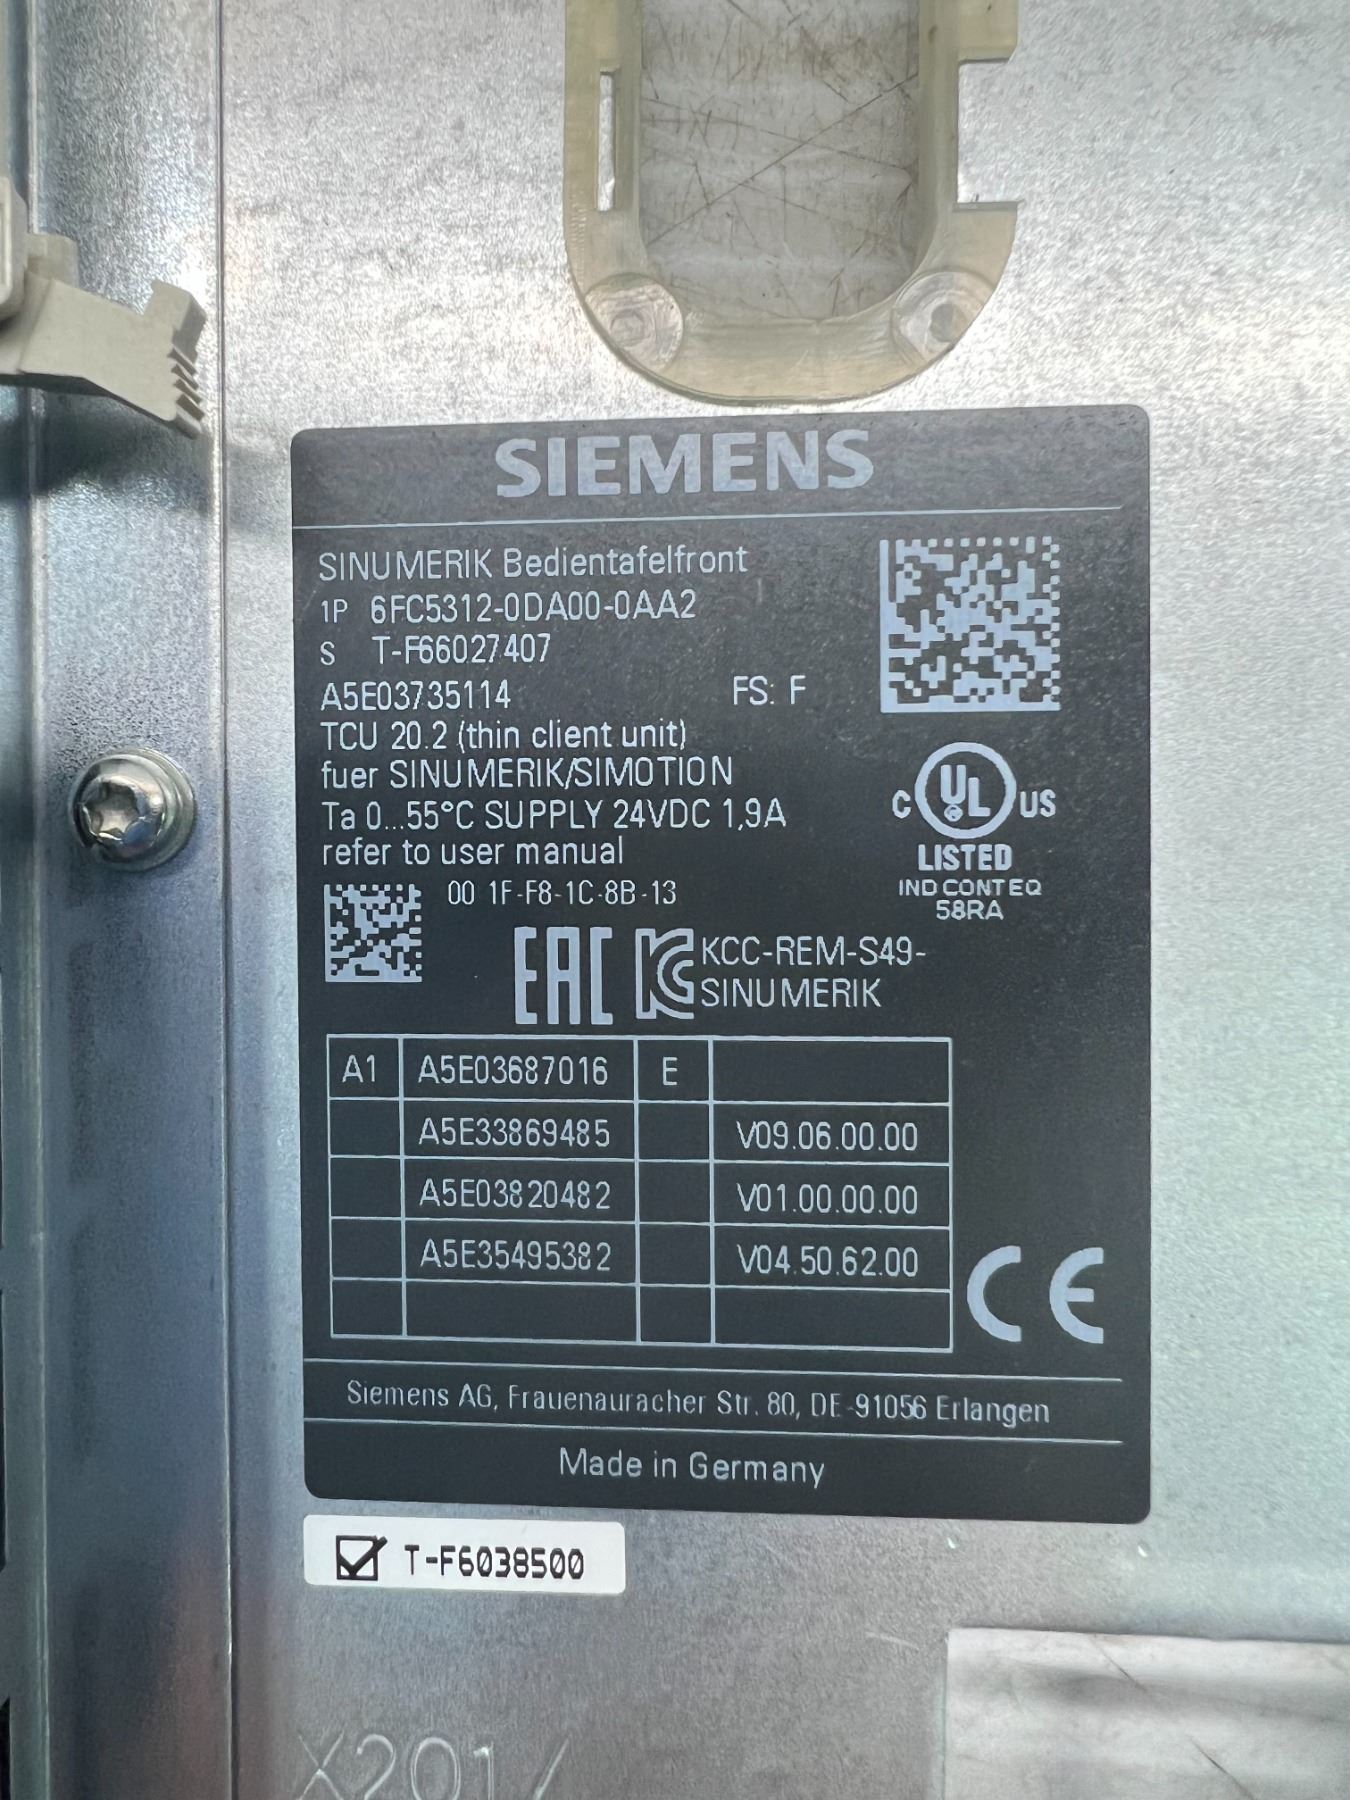 SIEMENS
SINUMERIK Bedientafelfront
1P 6FC5312-0DA00-0AA2
S T-F66027407
A5E03735114 FS: F
TCU 20.2 (thin client unit)
fuer SINUMERIK/SIMOTION
Ta 0...55°C SUPPLY 24VDC 1,9A
refer to user manual
C UL US
LISTED
IND CONT EQ
58RA
00 1F-F8-1C-8B-13
EAC KC KCC-REM-S49-
SINUMERIK
A1 A5E03687016 E
A5E33869485 V09.06.00.00
A5E03820482 V01.00.00.00
A5E35495382 V04.50.62.00
CE
Siemens AG, Frauenauracher Str. 80, DE-91056 Erlangen
Made in Germany
T-F6038500